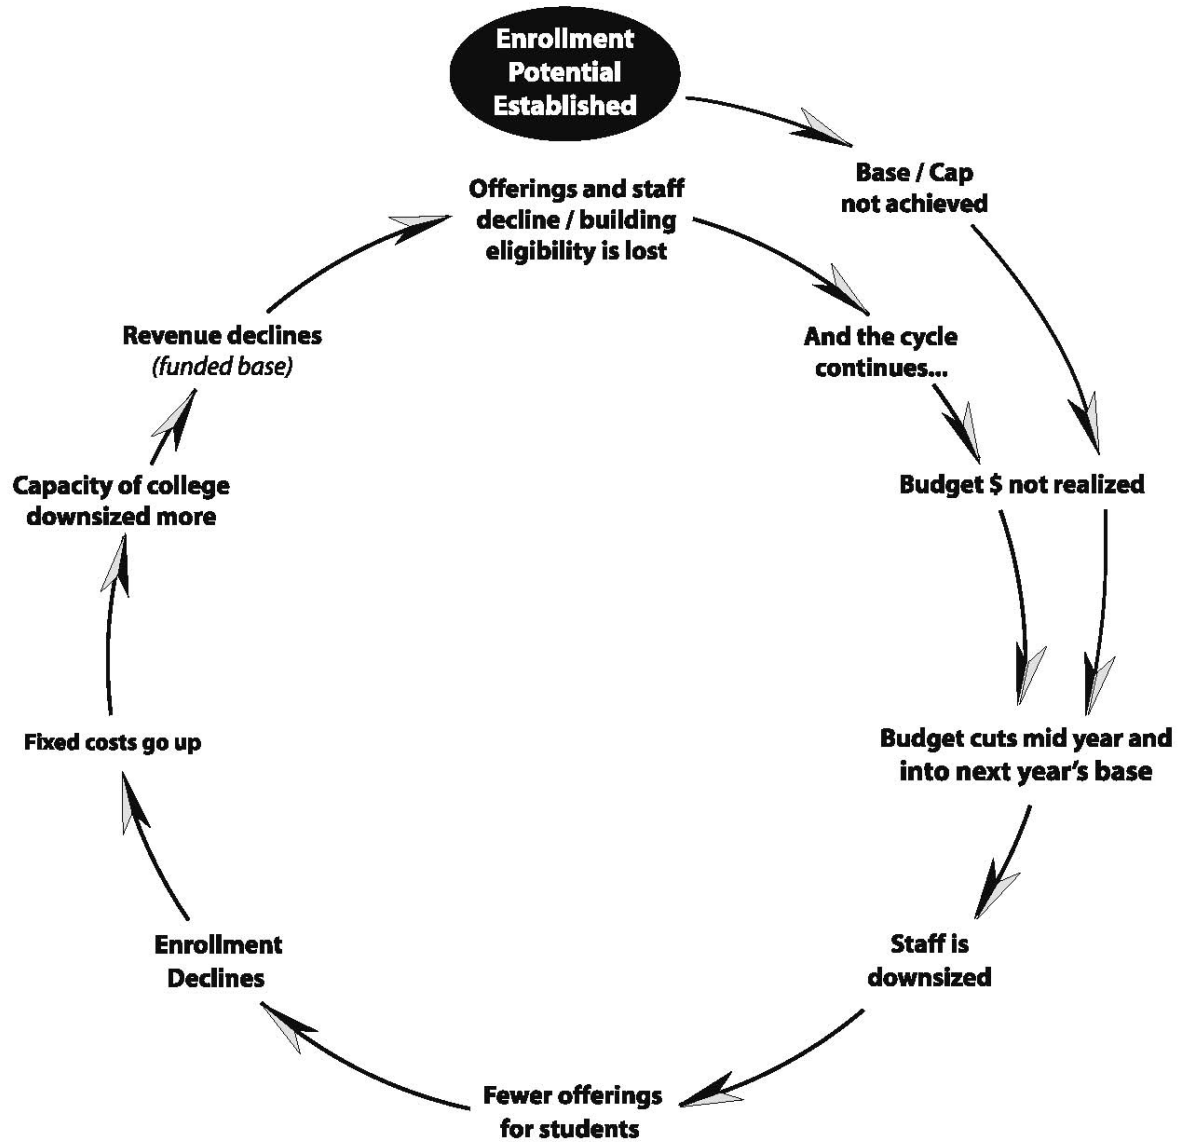 Enrollment
Potential
Established
Base / Cap
not achieved
Offerings and staff
decline / building
eligibility is lost
And the cycle
continues...
Revenue declines
(funded base)
Budget $ not realized
Capacity of college
downsized more
Budget cuts mid year and
into next year's base
Fixed costs go up
Staff is
downsized
Enrollment
Declines
Fewer offerings
for students